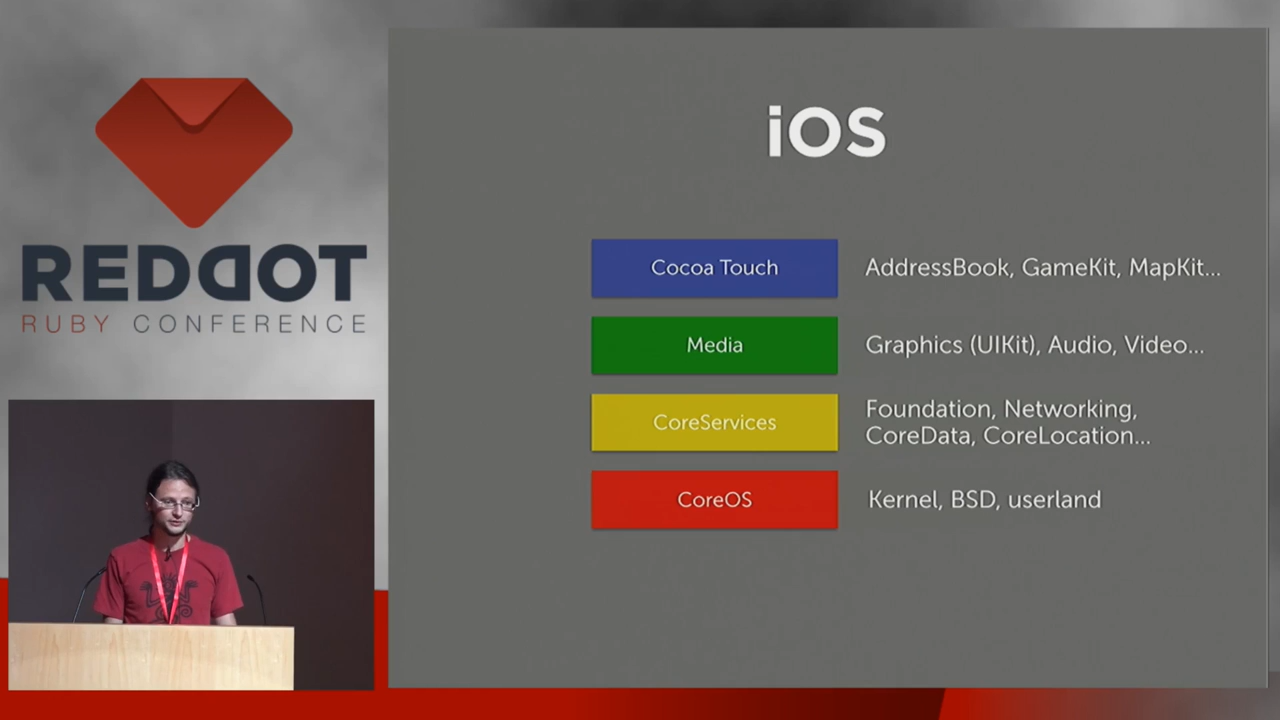 REDDOT
RUBY CONFERENCE
iOS
Cocoa Touch
AddressBook, GameKit, MapKit...
Media
Graphics (UIKit), Audio, Video...
CoreServices
Foundation, Networking,
CoreData, CoreLocation...
CoreOS
Kernel, BSD, userland